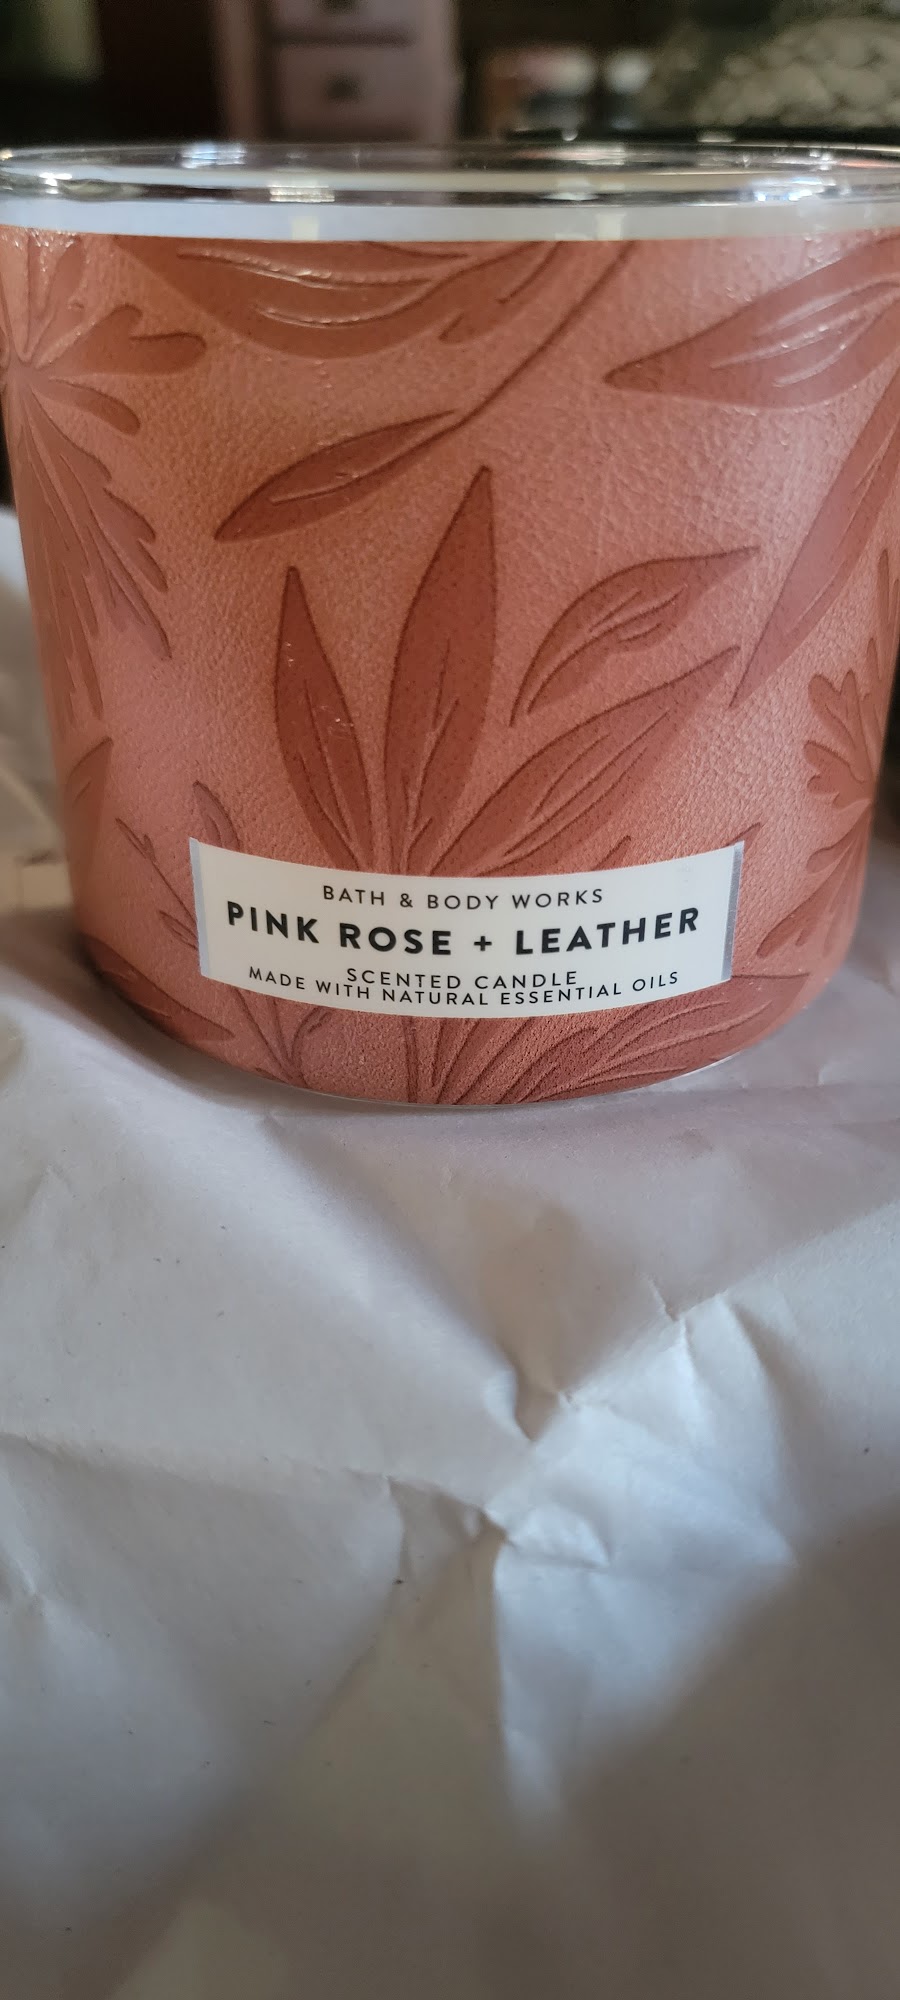 BATH & BODY WORKS
PINK ROSE + LEATHER
SCENTED CANDLE
MADE WITH NATURAL ESSENTIAL OILS